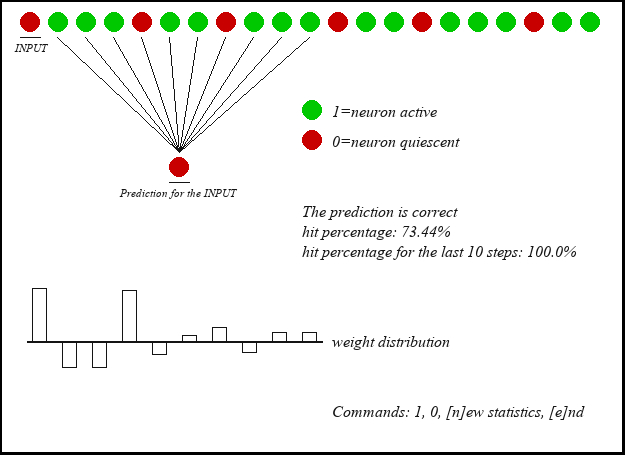 INPUT
1=neuron active
0=neuron quiescent
Prediction for the INPUT
The prediction is correct
hit percentage: 73.44%
hit percentage for the last 10 steps: 100.0%
weight distribution
Commands: 1, 0, [n]ew statistics, [e]nd